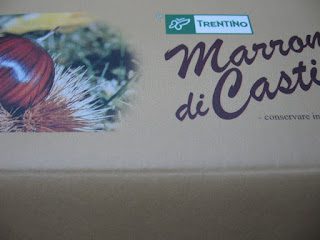 TRENTINO
Marron
di Casti
- conservare in